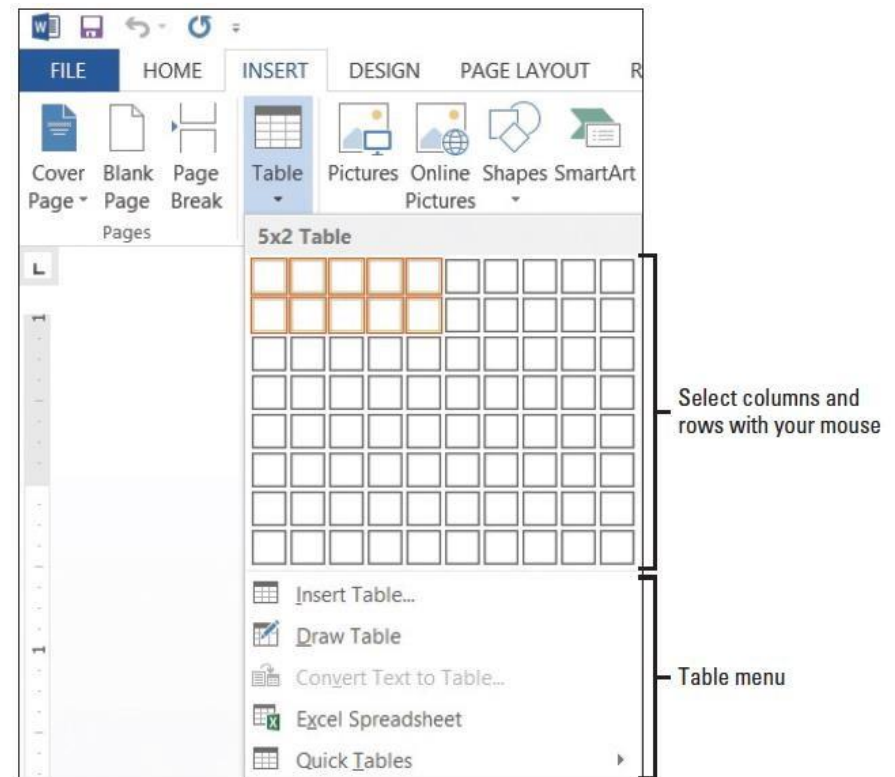 FILE HOME INSERT DESIGN PAGE LAYOUT R
Cover Blank Page Table Pictures Online Shapes SmartArt
Page Page Break Pictures
Pages
5x2 Table
L
1
Select columns and
rows with your mouse
Insert Table...
Draw Table
1
Convert Text to Table...
Table menu
Excel Spreadsheet
Quick Tables